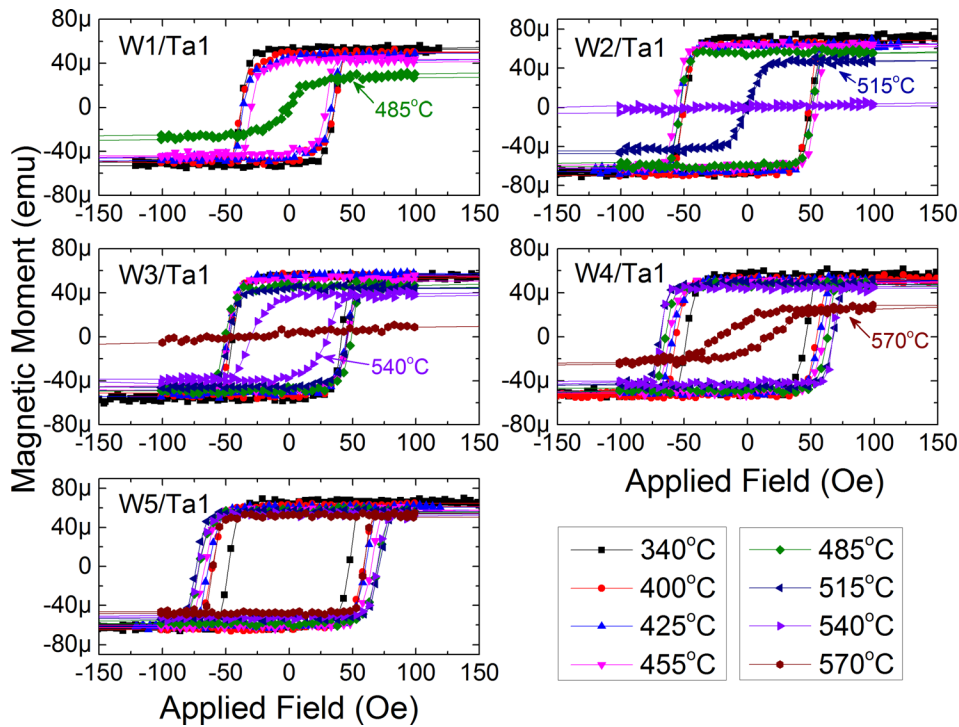 W1/Ta1
80µ
40µ
0
-40µ
-80µ
-150 -100 -50 0 50 100 150
485°C
W2/Ta1
80µ
40µ
0
-40µ
-80µ
-150 -100 -50 0 50 100 150
515°C
W3/Ta1
80µ
40µ
0
-40µ
-80µ
-150 -100 -50 0 50 100 150
540°C
W4/Ta1
80µ
40µ
0
-40µ
-80µ
-150 -100 -50 0 50 100 150
570°C
Applied Field (Oe)
W5/Ta1
80µ
40µ
0
-40µ
-80µ
-150 -100 -50 0 50 100 150
Applied Field (Oe)
Magnetic Moment (emu)
340°C
400°C
425°C
455°C
485°C
515°C
540°C
570°C